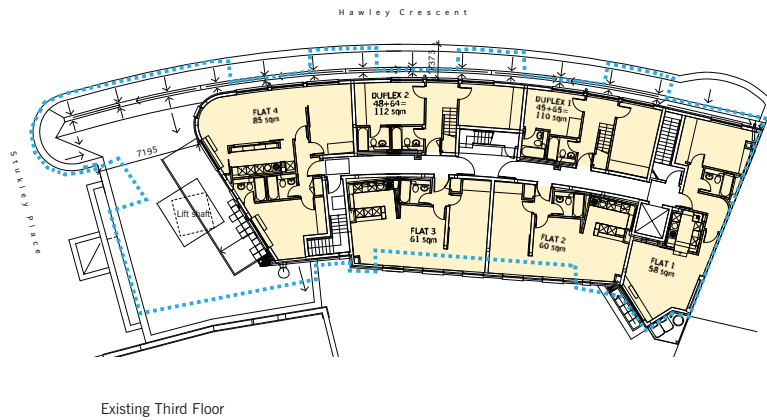 Hawley Crescent
2373
DUPLEX 2
48+64=
112 sqm
DUPLEX 1
45+65=
110 sqm
FLAT 4
85 sqm
7195
Stukley Place
Lift shaft
FLAT 3
61 sqm
FLAT 2
60 sqm
FLAT 1
58 sqm
Existing Third Floor